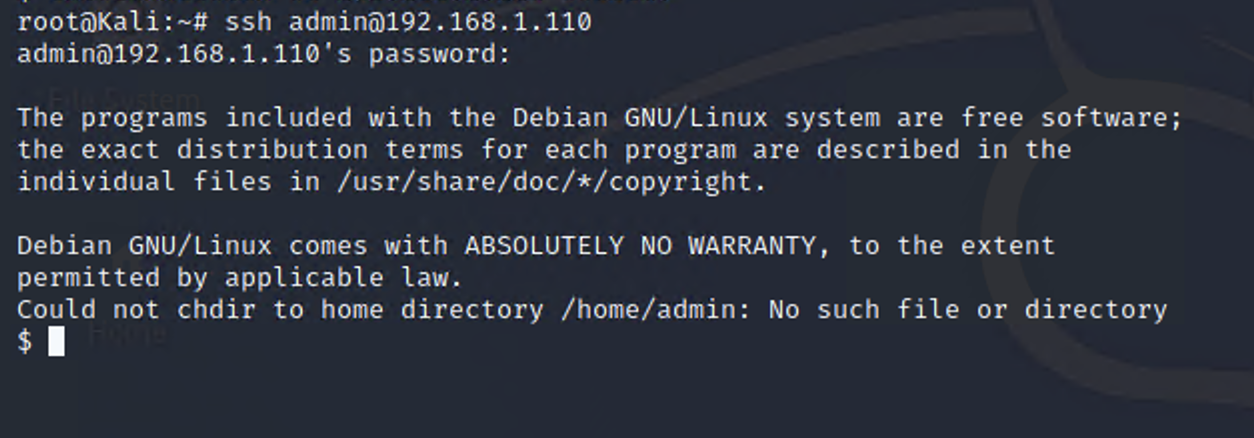 root@Kali:~# ssh admin@192.168.1.110
admin@192.168.1.110's password:
File System
The programs included with the Debian GNU/Linux system are free software;
the exact distribution terms for each program are described in the
individual files in /usr/share/doc/*/copyright.
Debian GNU/Linux comes with ABSOLUTELY NO WARRANTY, to the extent
permitted by applicable law.
Could not chdir to home directory /home/admin: No such file or directory
$
Home